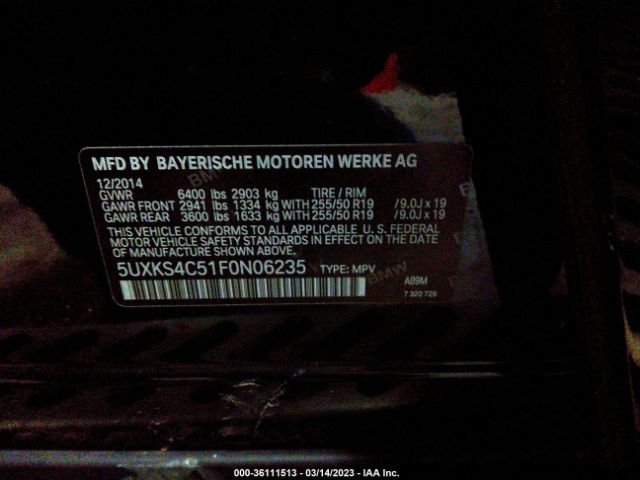 MFD BY BAYERISCHE MOTOREN WERKE AG
12/2014
GVWR 6400 lbs 2903 kg TIRE / RIM
GAWR FRONT 2941 lbs 1334 kg WITH 255/50 R19 /9.0J x 19
GAWR REAR 3600 lbs 1633 kg WITH 255/50 R19 /9.0J x 19
THIS VEHICLE CONFORMS TO ALL APPLICABLE U.S. FEDERAL
MOTOR VEHICLE SAFETY STANDARDS IN EFFECT ON THE DATE
OF MANUFACTURE SHOWN ABOVE.
5UXKS4C51F0N06235 TYPE: MPV
A89M
7 320 729
BMW
BMW
BMW
000-36111513 - 03/14/2023 - IAA Inc.